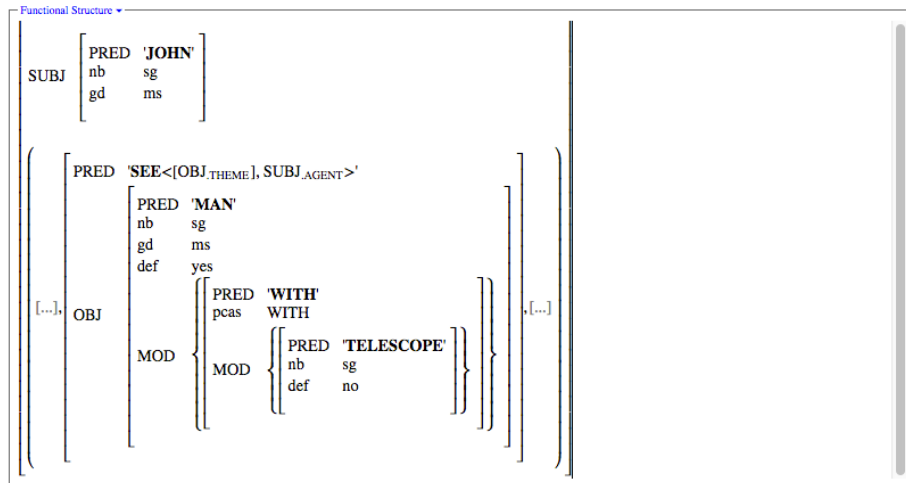 Functional Structure
PRED 'JOHN'
SUBJ nb sg
gd ms
PRED 'SEE<[OBJ.THEME], SUBJ.AGENT>'
PRED 'MAN'
nb sg
gd ms
def yes
PRED 'WITH'
[...], OBJ pcas WITH ,[...]
PRED 'TELESCOPE'
MOD MOD nb sg
def no